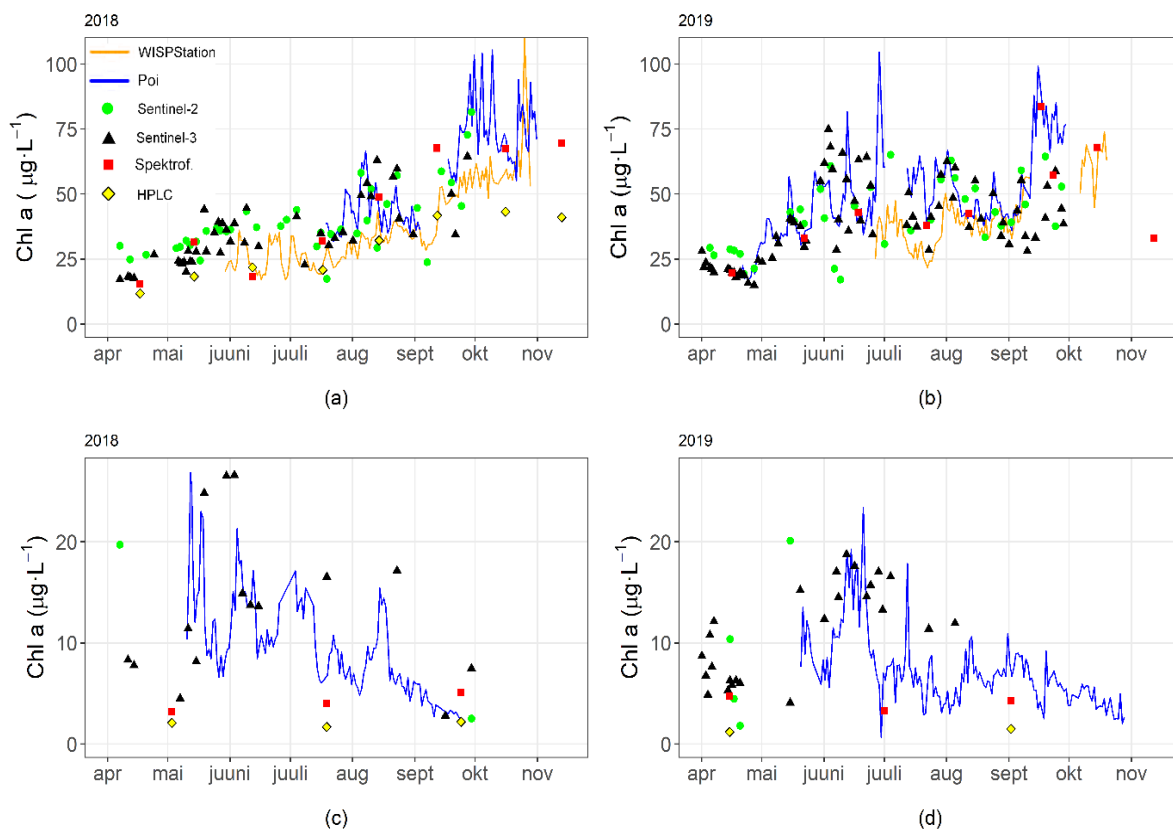 2018
Chl a (µg·L⁻¹)
100
75
50
25
0
WISPStation
Poi
Sentinel-2
Sentinel-3
Spektrof.
HPLC
apr mai juuni juuli aug sept okt nov
(a)
2019
Chl a (µg·L⁻¹)
100
75
50
25
0
apr mai juuni juuli aug sept okt nov
(b)
2018
Chl a (µg·L⁻¹)
20
10
0
apr mai juuni juuli aug sept okt nov
(c)
2019
Chl a (µg·L⁻¹)
20
10
0
apr mai juuni juuli aug sept okt nov
(d)